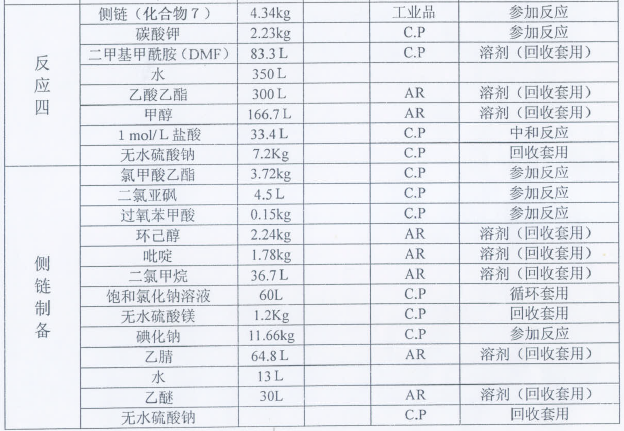 反应四
侧链（化合物7） 4.34kg 工业品 参加反应
碳酸钾 2.23kg C.P 参加反应
二甲基甲酰胺（DMF） 83.3 L C.P 溶剂（回收套用）
水 350 L
乙酸乙酯 300 L AR 溶剂（回收套用）
甲醇 166.7 L AR 溶剂（回收套用）
1 mol/ L 盐酸 33.4 L C.P 中和反应
无水硫酸钠 7.2Kg C.P 回收套用
侧链制备
氯甲酸乙酯 3.72kg C.P 参加反应
二氯亚砜 4.5 L C.P 参加反应
过氧苯甲酸 0.15kg C.P 参加反应
环己醇 2.24kg AR 溶剂（回收套用）
吡啶 1.78kg AR 溶剂（回收套用）
二氯甲烷 36.7 L AR 溶剂（回收套用）
饱和氯化钠溶液 60L C.P 循环套用
无水硫酸镁 1.2Kg C.P 回收套用
碘化钠 11.66kg C.P 参加反应
乙腈 64.8 L AR 溶剂（回收套用）
水 13 L
乙醚 30L AR 溶剂（回收套用）
无水硫酸钠 C.P 回收套用